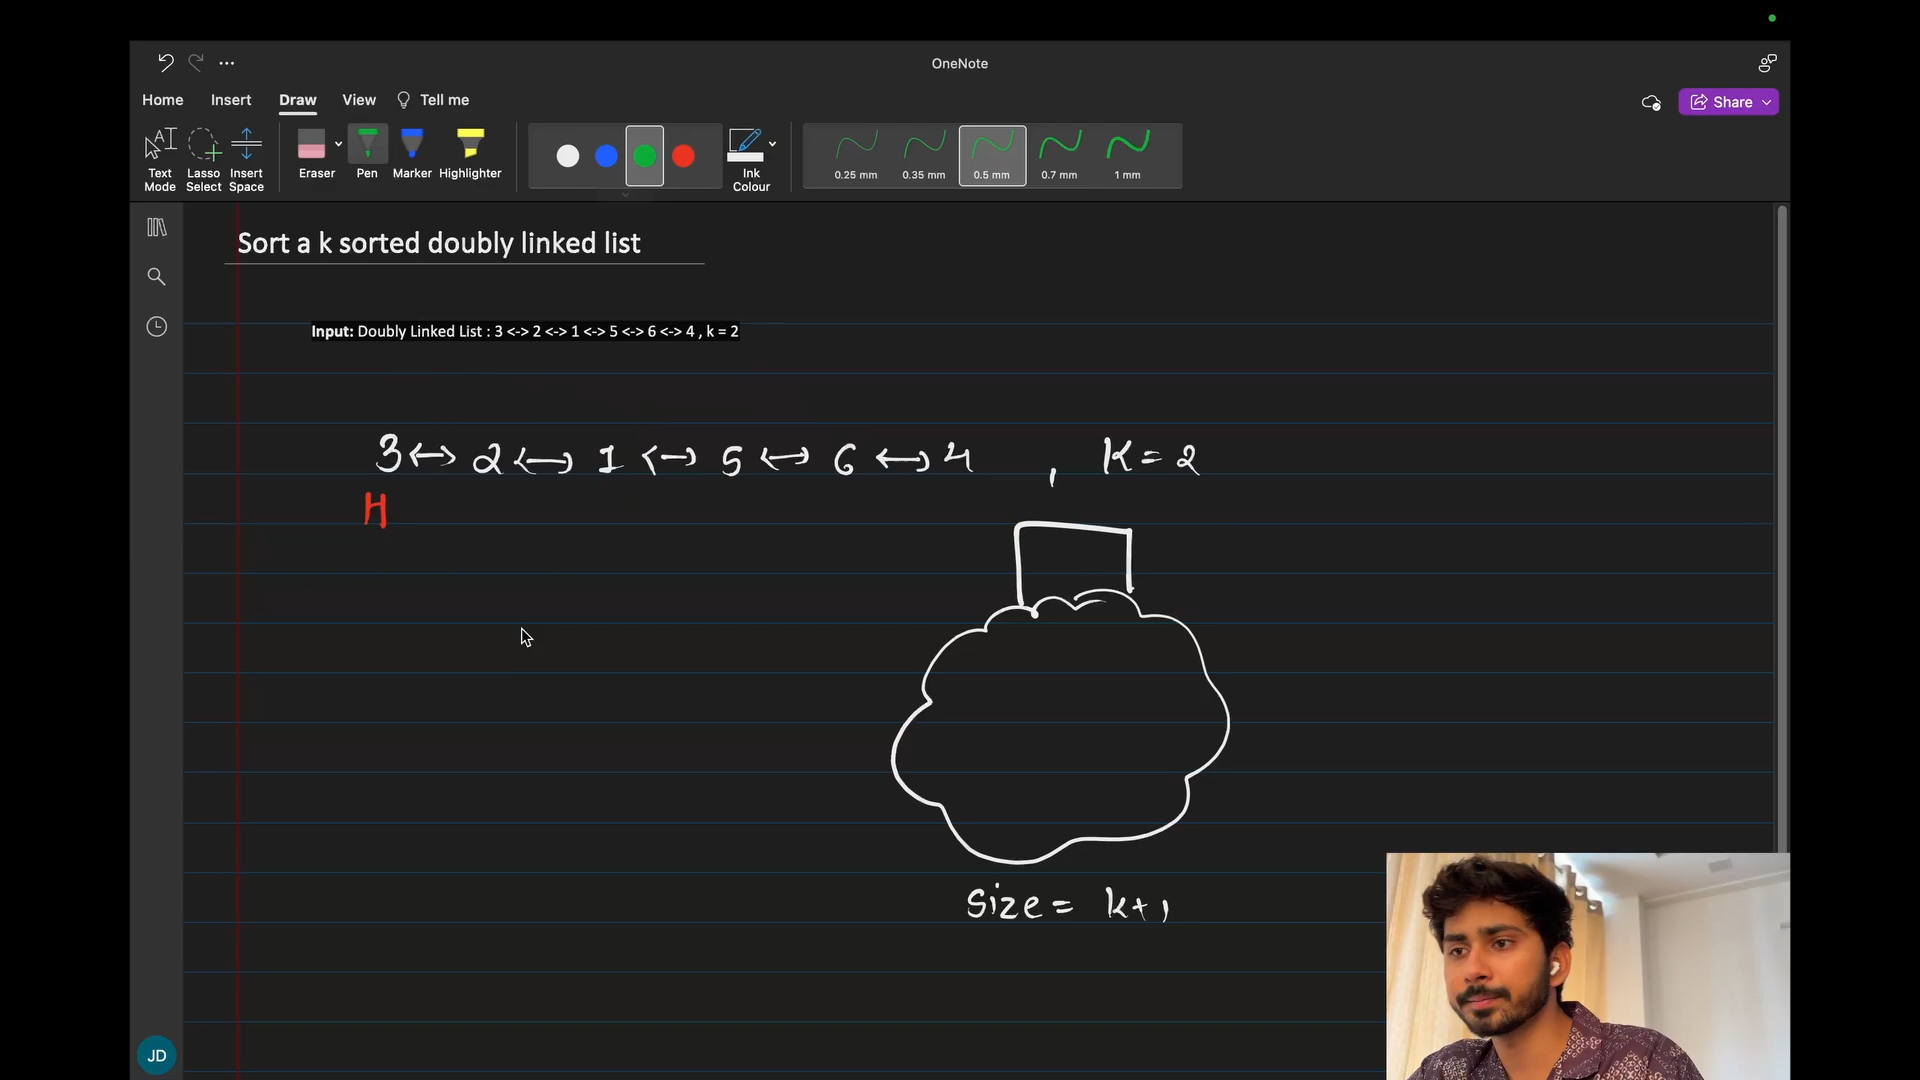 OneNote
Home Insert Draw View Tell me
Share
Text Mode
Lasso Select
Insert Space
Eraser
Pen
Marker
Highlighter
Ink Colour
0.25 mm
0.35 mm
0.5 mm
0.7 mm
1 mm
Sort a k sorted doubly linked list
Input: Doubly Linked List : 3 <-> 2 <-> 1 <-> 5 <-> 6 <-> 4 , k = 2
3 <-> 2 <-> 1 <-> 5 <-> 6 <-> 4 , K = 2
H
Size = k+1
JD